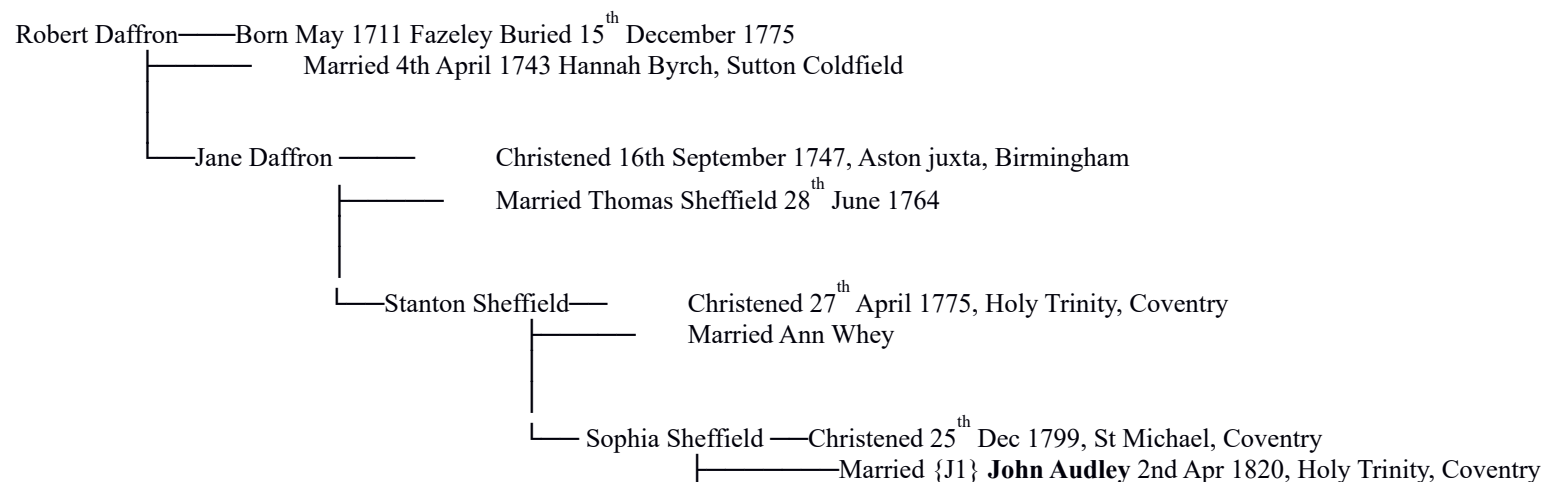 Robert Daffron Born May 1711 Fazeley Buried 15th December 1775
Married 4th April 1743 Hannah Byrch, Sutton Coldfield
Jane Daffron Christened 16th September 1747, Aston juxta, Birmingham
Married Thomas Sheffield 28th June 1764
Stanton Sheffield Christened 27th April 1775, Holy Trinity, Coventry
Married Ann Whey
Sophia Sheffield Christened 25th Dec 1799, St Michael, Coventry
Married {J1} John Audley 2nd Apr 1820, Holy Trinity, Coventry